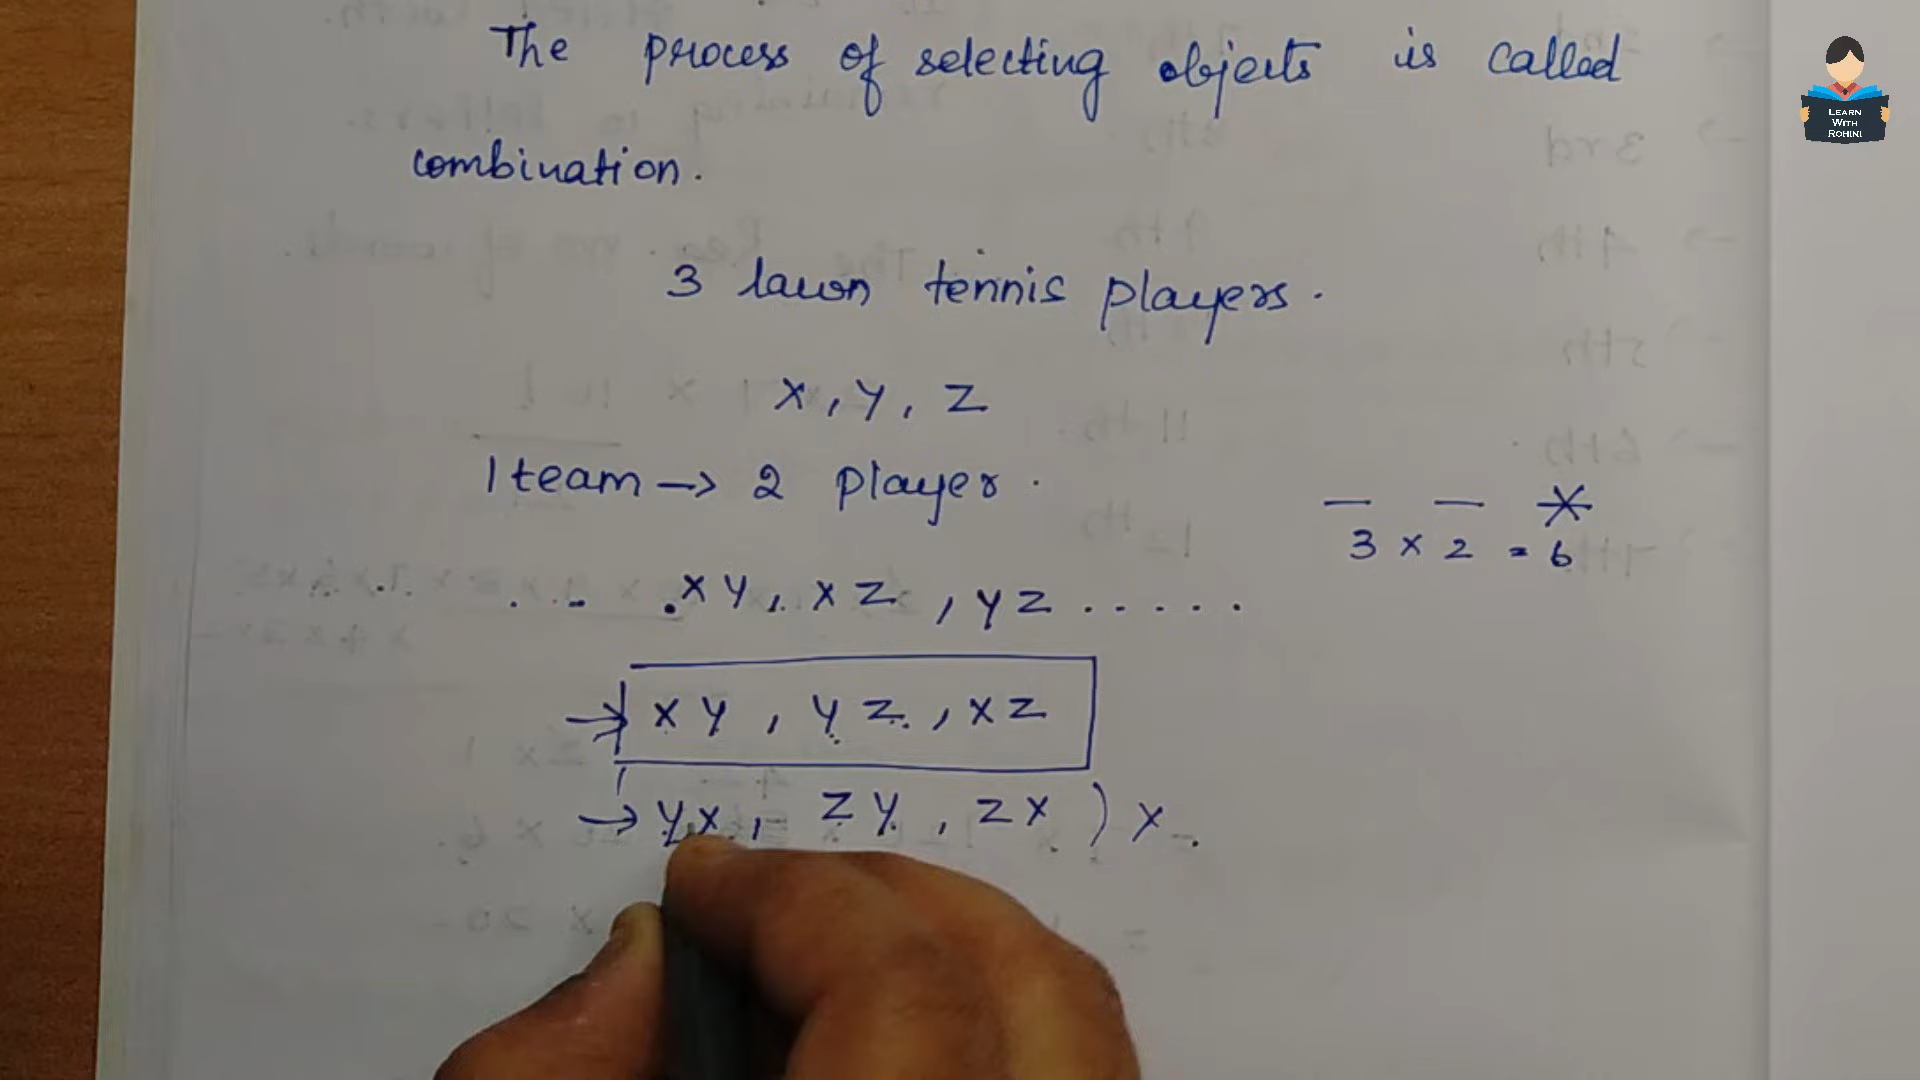 The process of selecting objects is called
combination.
3 lawn tennis players.
X, Y, Z
1 team → 2 player.
3 × 2 = 6
. - .XY, XZ, YZ......
→ XY, YZ, XZ
→ YX, ZY, ZX) X
LEARN
WITH
ROHINI